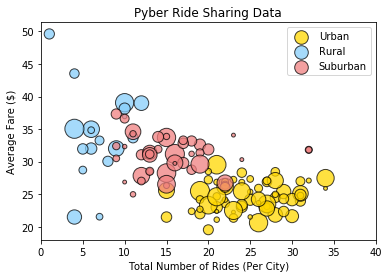 Pyber Ride Sharing Data
Urban
Rural
Suburban
Average Fare ($)
50
45
40
35
30
25
20
0 5 10 15 20 25 30 35 40
Total Number of Rides (Per City)